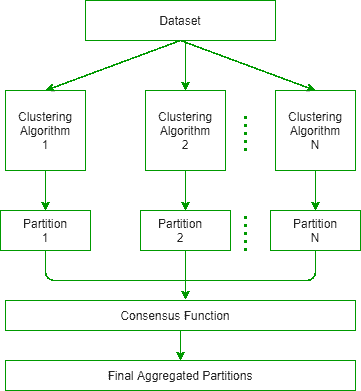 Dataset
Clustering
Algorithm
1
Clustering
Algorithm
2
Clustering
Algorithm
N
Partition
1
Partition
2
Partition
N
Consensus Function
Final Aggregated Partitions